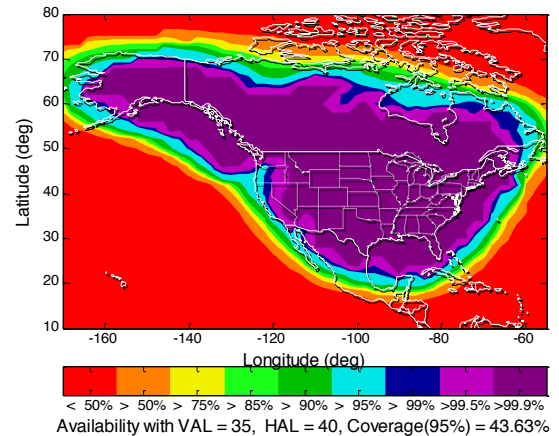 80
70
60
50
40
30
20
10
Latitude (deg)
-160 -140 -120 -100 -80 -60
Longitude (deg)
< 50% > 50% > 75% > 85% > 90% > 95% > 99% >99.5% >99.9%
Availability with VAL = 35, HAL = 40, Coverage(95%) = 43.63%